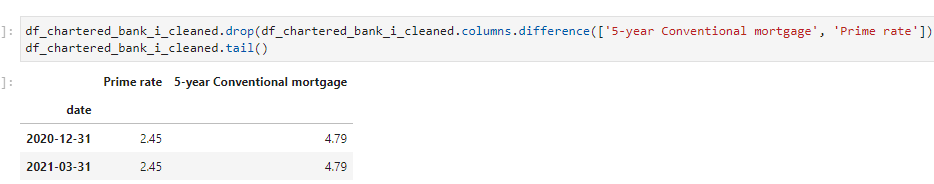 ]: df_chartered_bank_i_cleaned.drop(df_chartered_bank_i_cleaned.columns.difference(['5-year Conventional mortgage', 'Prime rate'])
df_chartered_bank_i_cleaned.tail()
]: Prime rate 5-year Conventional mortgage
date
2020-12-31 2.45 4.79
2021-03-31 2.45 4.79